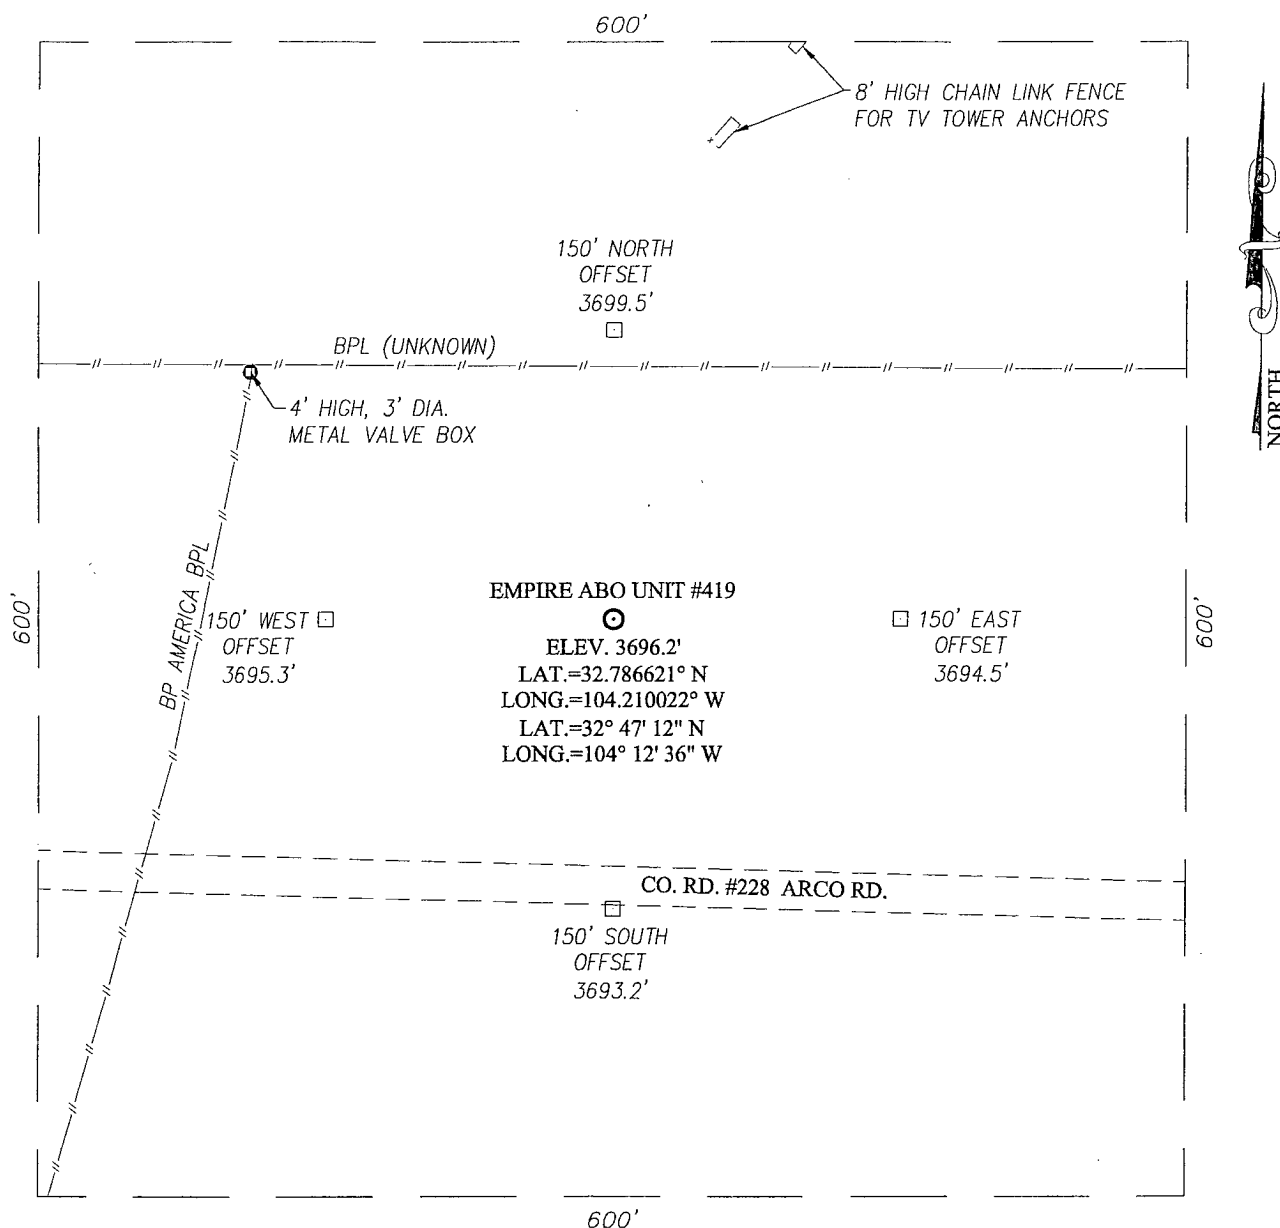 600'
8' HIGH CHAIN LINK FENCE
FOR TV TOWER ANCHORS
150' NORTH
OFFSET
3699.5'
BPL (UNKNOWN)
4' HIGH, 3' DIA.
METAL VALVE BOX
NORTH
BP AMERICA BPL
600'
150' WEST
OFFSET
3695.3'
EMPIRE ABO UNIT #419
ELEV. 3696.2'
LAT.=32.786621° N
LONG.=104.210022° W
LAT.=32° 47' 12" N
LONG.=104° 12' 36" W
150' EAST
OFFSET
3694.5'
600'
CO. RD. #228 ARCO RD.
150' SOUTH
OFFSET
3693.2'
600'